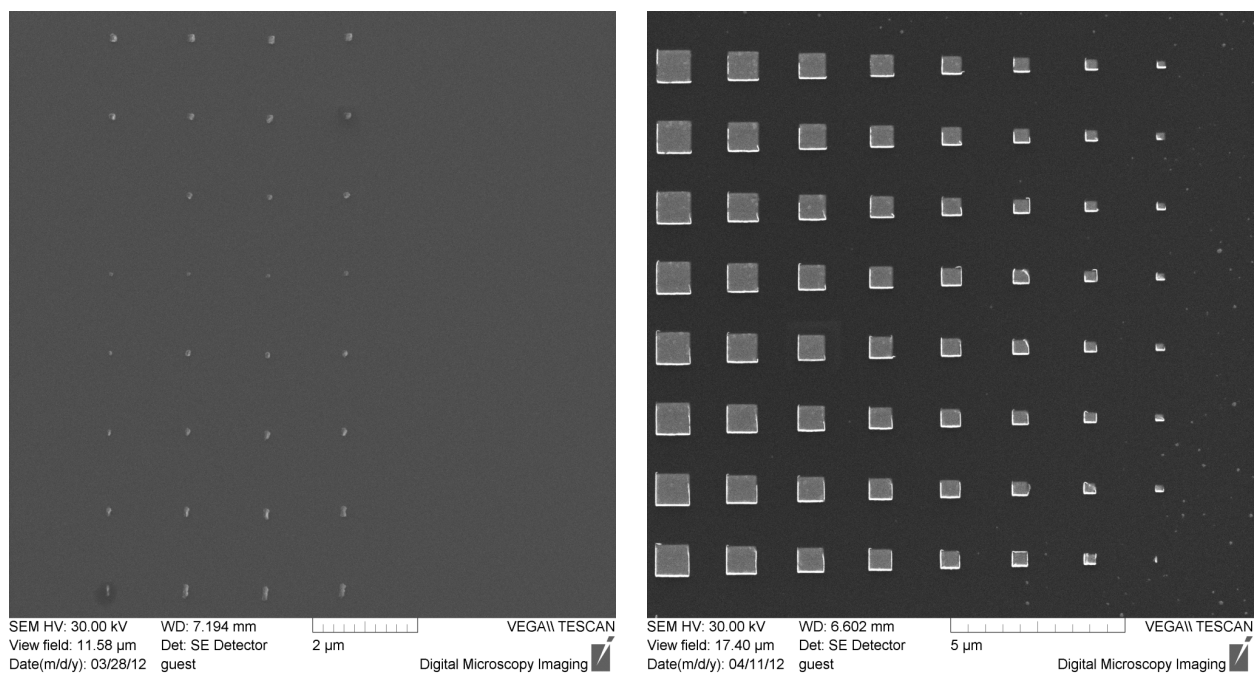 SEM HV: 30.00 kV WD: 7.194 mm VEGA\\ TESCAN
View field: 11.58 µm Det: SE Detector 2 µm
Date(m/d/y): 03/28/12 guest Digital Microscopy Imaging
SEM HV: 30.00 kV WD: 6.602 mm VEGA\\ TESCAN
View field: 17.40 µm Det: SE Detector 5 µm
Date(m/d/y): 04/11/12 guest Digital Microscopy Imaging